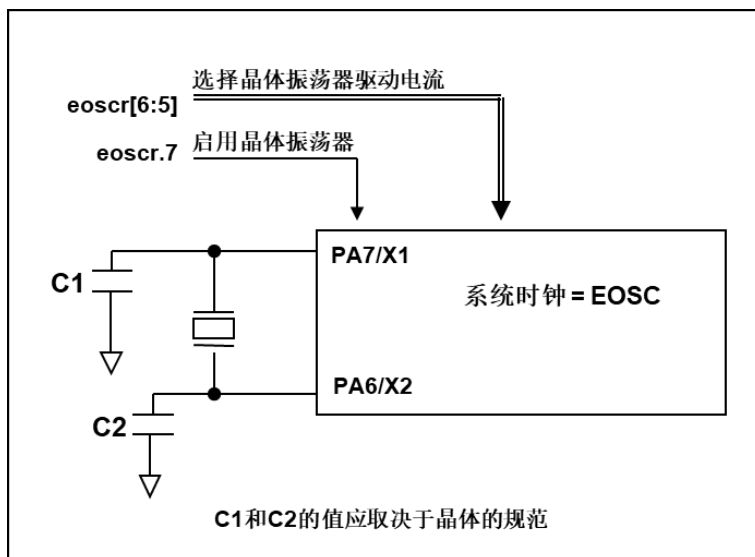 选择晶体振荡器驱动电流
eoscr[6:5]
启用晶体振荡器
eoscr.7
PA7/X1
C1
系统时钟 = EOSC
PA6/X2
C2
C1和C2的值应取决于晶体的规范